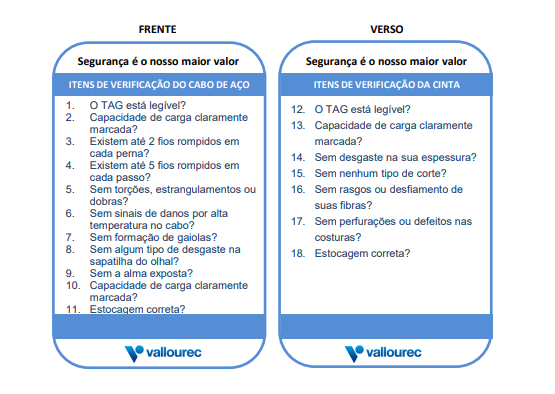 FRENTE
Segurança é o nosso maior valor
ITENS DE VERIFICAÇÃO DO CABO DE AÇO
1. O TAG está legível?
2. Capacidade de carga claramente
marcada?
3. Existem até 2 fios rompidos em
cada perna?
4. Existem até 5 fios rompidos em
cada passo?
5. Sem torções, estrangulamentos ou
dobras?
6. Sem sinais de danos por alta
temperatura no cabo?
7. Sem formação de gaiolas?
8. Sem algum tipo de desgaste na
sapatilha do olhal?
9. Sem a alma exposta?
10. Capacidade de carga claramente
marcada?
11. Estocagem correta?
vallourec
VERSO
Segurança é o nosso maior valor
ITENS DE VERIFICAÇÃO DA CINTA
12. O TAG está legível?
13. Capacidade de carga claramente
marcada?
14. Sem desgaste na sua espessura?
15. Sem nenhum tipo de corte?
16. Sem rasgos ou desfiamento de
suas fibras?
17. Sem perfurações ou defeitos nas
costuras?
18. Estocagem correta?
vallourec